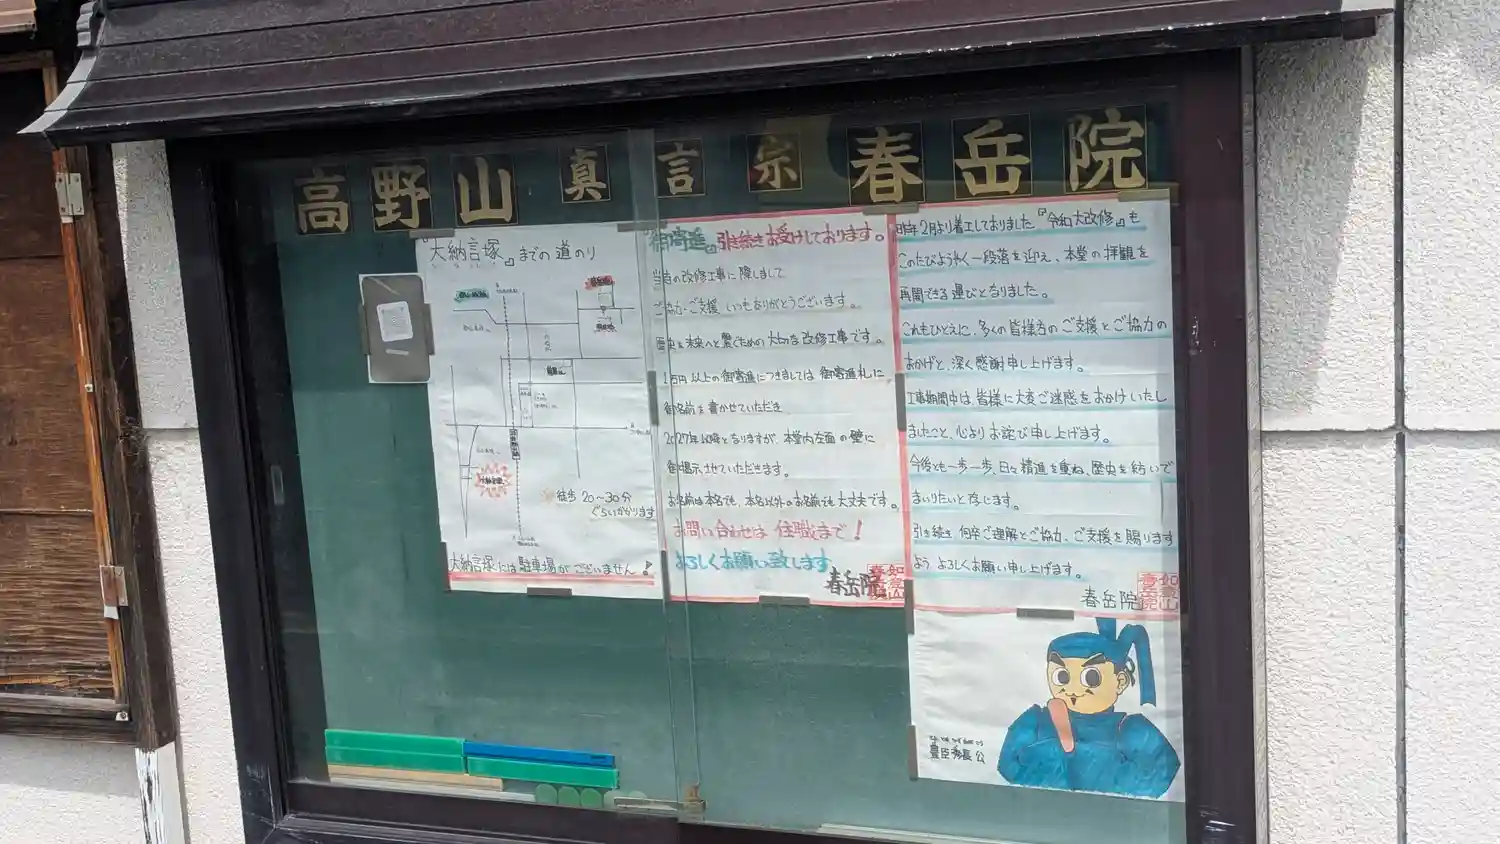 高野山 真言宗 春岳院
『大納言塚』までの道のり
徒歩 20〜30分
ぐらいかかります
大納言塚には 駐車場がございません!
『御寄進』引き続きお受けしております。
当寺の改修工事に際しまして
ご協力・ご支援 いつもありがとうございます。
歴史を未来へと繋ぐための大切な改修工事です。
1万円以上の御寄進につきましては 御寄進札に
御名前を書かせていただき
2027年以降となりますが、本堂内左面の壁に
御掲示させていただきます。
お名前は本名でも、本名以外のお名前でも大丈夫です。
お問い合わせは 住職まで!
よろしくお願い致します
春岳院
昨年2月より着工しておりました『令和大改修』も
このたびようやく一段落を迎え、本堂の拝観を
再開できる運びとなりました。
これもひとえに、多くの皆様方のご支援とご協力の
おかげと、深く感謝申し上げます。
工事期間中は、皆様に大変ご迷惑をおかけいたし
ましたこと、心よりお詫び申し上げます。
今後とも一歩一歩、日々精進を重ね、歴史を紡いで
まいりたいと存じます。
引き続き 何卒ご理解とご協力、ご支援を賜ります
よう よろしくお願い申し上げます。
春岳院
豊臣秀長公